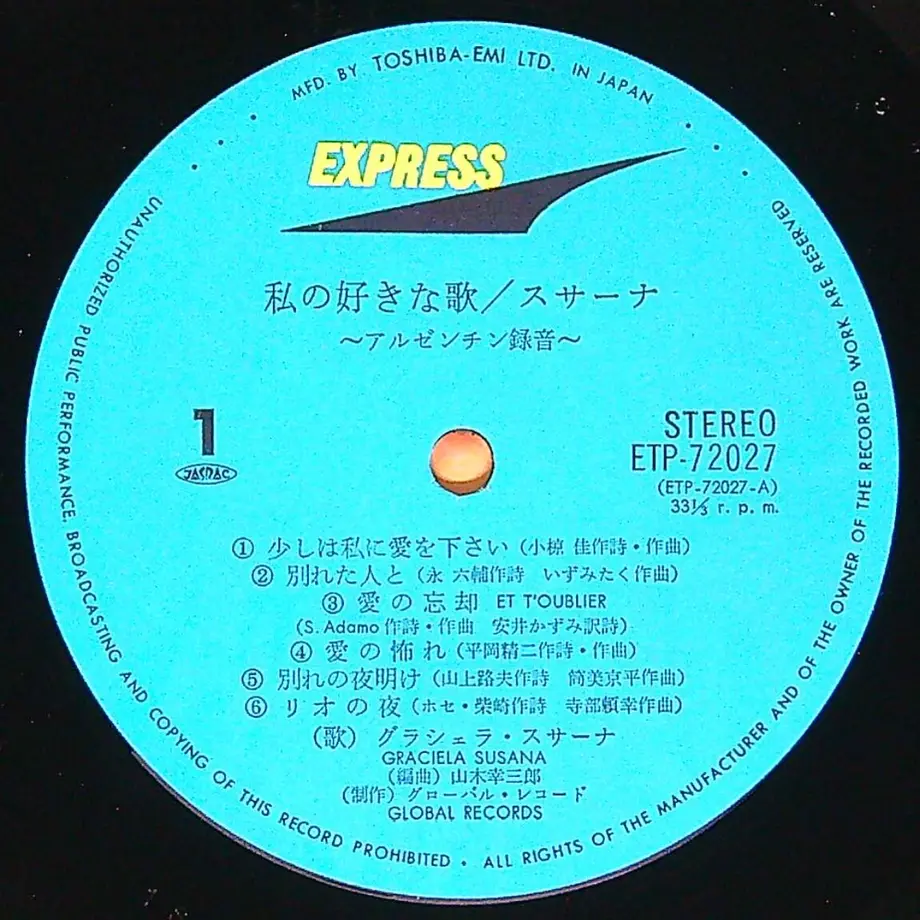 MFD. BY TOSHIBA-EMI LTD. IN JAPAN
EXPRESS
私の好きな歌／スサーナ
〜アルゼンチン録音〜
1
JASRAC
STEREO
ETP-72027
(ETP-72027-A)
33⅓ r. p. m.
① 少しは私に愛を下さい（小椋 佳作詩・作曲）
② 別れた人と（永 六輔作詩 いずみたく作曲）
③ 愛の忘却 ET T'OUBLIER
（S. Adamo 作詩・作曲 安井かずみ訳詩）
④ 愛の怖れ（平岡精二作詩・作曲）
⑤ 別れの夜明け（山上路夫作詩 筒美京平作曲）
⑥ リオの夜（ホセ・柴崎作詩 寺部頼幸作曲）
（歌）グラシェラ・スサーナ
GRACIELA SUSANA
（編曲）山木幸三郎
（制作）グローバル・レコード
GLOBAL RECORDS
UNAUTHORIZED PUBLIC PERFORMANCE, BROADCASTING AND COPYING OF THIS RECORD PROHIBITED • ALL RIGHTS OF THE MANUFACTURER AND OF THE OWNER OF THE RECORDED WORK ARE RESERVED